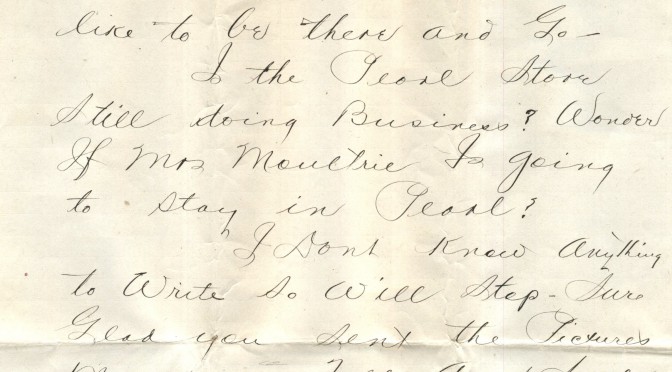 like to be there and Go -
Is the Pearl Store
Still doing Business? Wonder
If Mrs Moultrie Is going
to stay in Pearl?
I Dont Know Anything
to Write So Will Stop - Sure
Glad you sent the Pictures